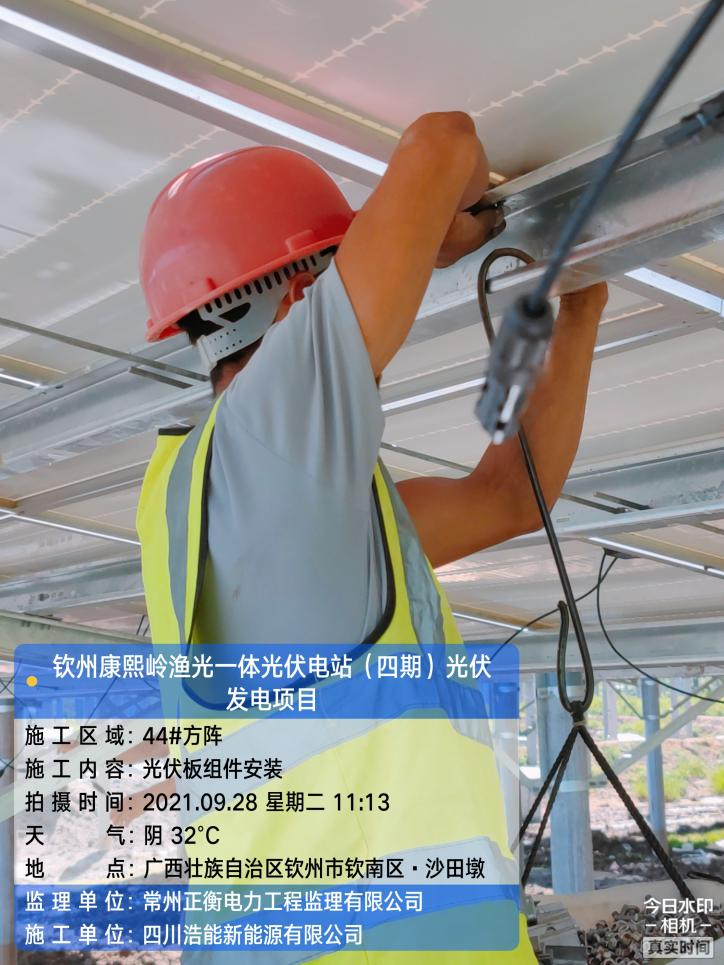 钦州康熙岭渔光一体光伏电站（四期）光伏
发电项目
施工区域：44#方阵
施工内容：光伏板组件安装
拍摄时间：2021.09.28 星期二 11:13
天气：阴 32℃
地点：广西壮族自治区钦州市钦南区·沙田墩
监理单位：常州正衡电力工程监理有限公司
施工单位：四川浩能新能源有限公司
今日水印
相机
真实时间